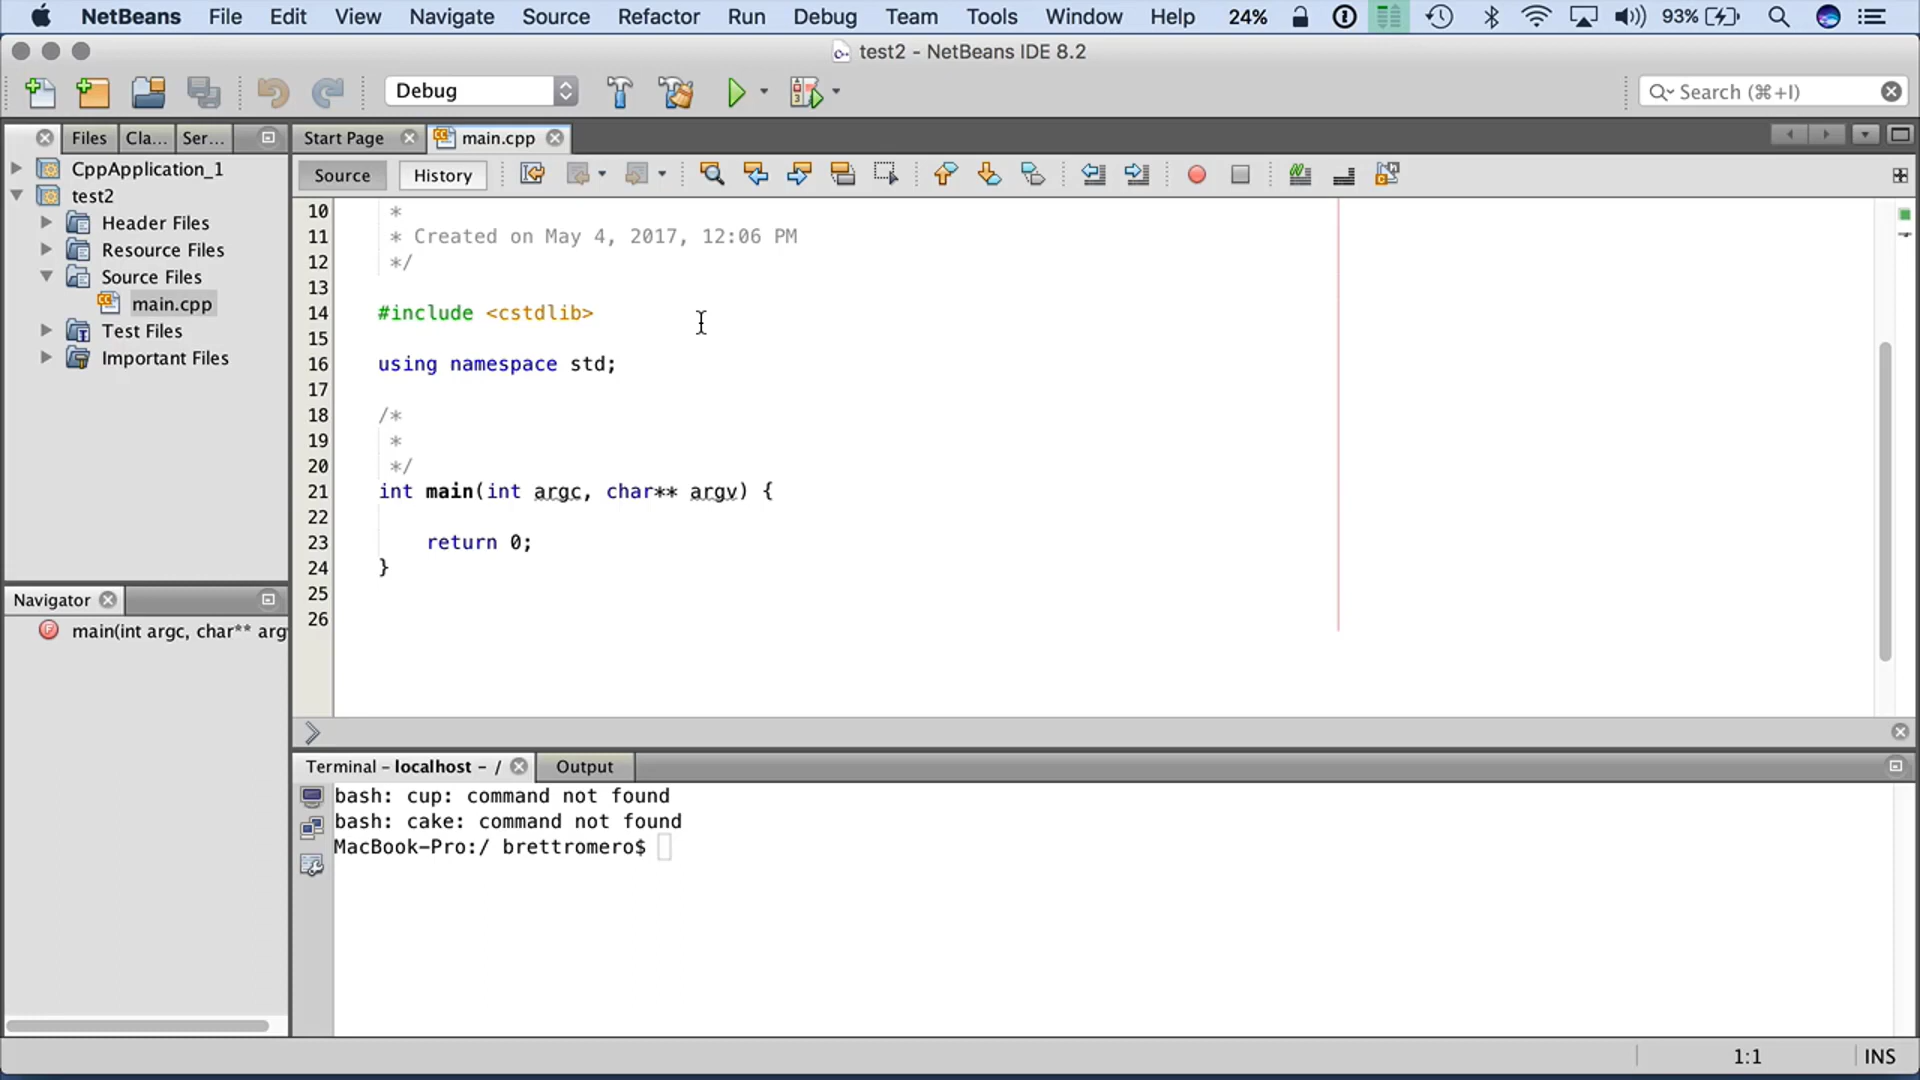 NetBeans File Edit View Navigate Source Refactor Run Debug Team Tools Window Help 24% 93%
test2 - NetBeans IDE 8.2
Debug
Search (⌘+I)
Files Cla... Ser...
Start Page main.cpp
CppApplication_1
test2
Header Files
Resource Files
Source Files
main.cpp
Test Files
Important Files
Source History
10 *
11 * Created on May 4, 2017, 12:06 PM
12 */
13
14 #include <cstdlib>
15
16 using namespace std;
17
18 /*
19 *
20 */
21 int main(int argc, char** argv) {
22
23 return 0;
24 }
25
26
Navigator
main(int argc, char** arg
Terminal - localhost - / Output
bash: cup: command not found
bash: cake: command not found
MacBook-Pro:/ brettromero$
1:1 INS